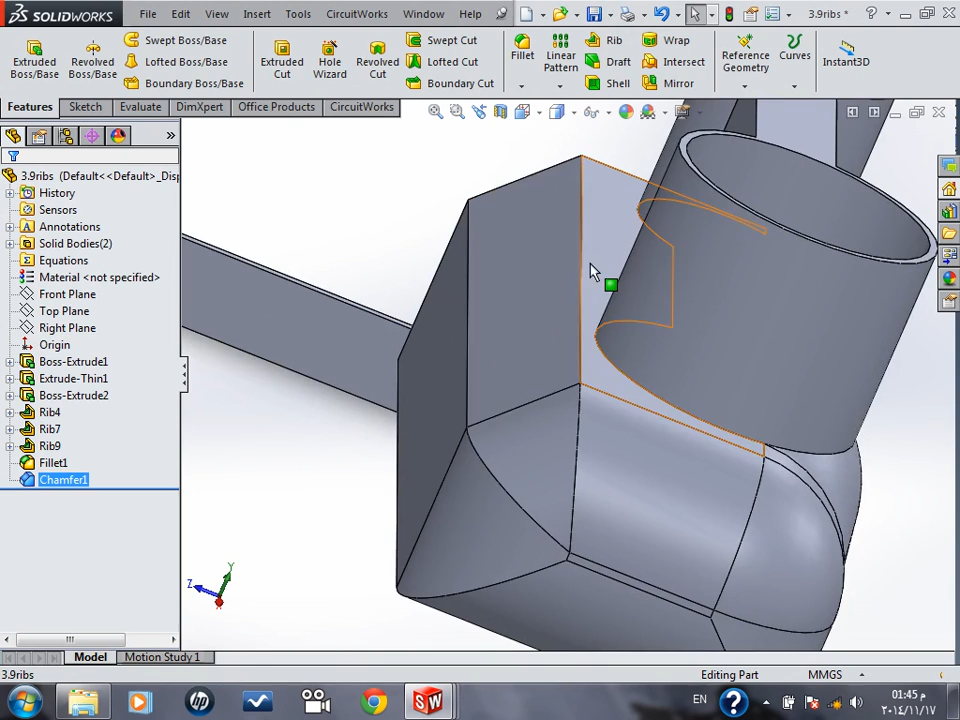 SOLIDWORKS File Edit View Insert Tools CircuitWorks Window Help 3.9ribs *
Extruded Boss/Base
Revolved Boss/Base
Swept Boss/Base
Lofted Boss/Base
Boundary Boss/Base
Extruded Cut
Hole Wizard
Revolved Cut
Swept Cut
Lofted Cut
Boundary Cut
Fillet
Linear Pattern
Rib
Draft
Shell
Wrap
Intersect
Mirror
Reference Geometry
Curves
Instant3D
Features Sketch Evaluate DimXpert Office Products CircuitWorks
3.9ribs (Default<<Default>_Disp
History
Sensors
Annotations
Solid Bodies(2)
Equations
Material <not specified>
Front Plane
Top Plane
Right Plane
Origin
Boss-Extrude1
Extrude-Thin1
Boss-Extrude2
Rib4
Rib7
Rib9
Fillet1
Chamfer1
Y
Z
Model Motion Study 1
3.9ribs Editing Part MMGS
EN 01:45 م
٢٠١٤/١١/١٧